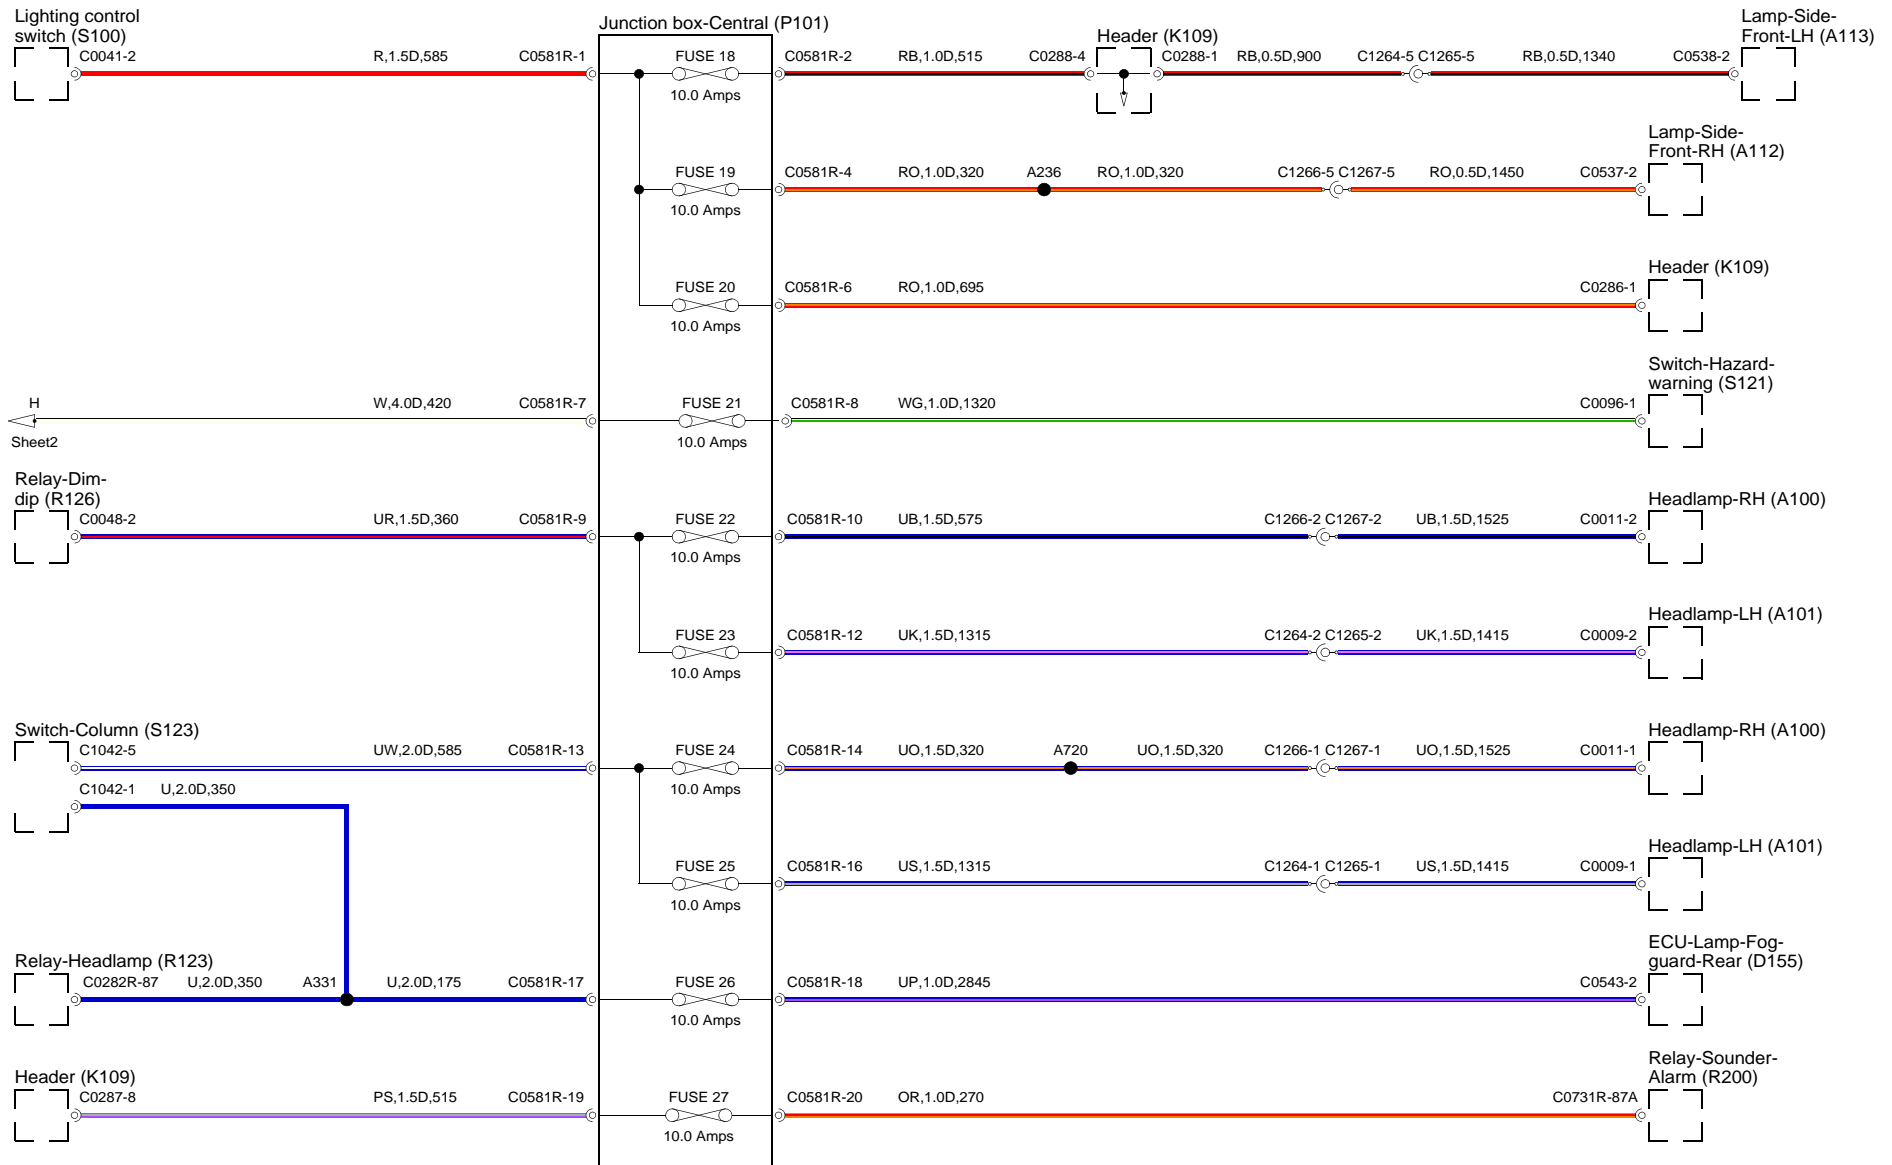 Lighting control
switch (S100)
Junction box-Central (P101)
Header (K109)
Lamp-Side-
Front-LH (A113)
C0041-2 R,1.5D,585 C0581R-1 FUSE 18 C0581R-2 RB,1.0D,515 C0288-4 C0288-1 RB,0.5D,900 C1264-5 C1265-5 RB,0.5D,1340 C0538-2
10.0 Amps
Lamp-Side-
Front-RH (A112)
FUSE 19 C0581R-4 RO,1.0D,320 A236 RO,1.0D,320 C1266-5 C1267-5 RO,0.5D,1450 C0537-2
10.0 Amps
Header (K109)
FUSE 20 C0581R-6 RO,1.0D,695 C0286-1
10.0 Amps
Switch-Hazard-
warning (S121)
H W,4.0D,420 C0581R-7 FUSE 21 C0581R-8 WG,1.0D,1320 C0096-1
Sheet2 10.0 Amps
Relay-Dim-
dip (R126)
Headlamp-RH (A100)
C0048-2 UR,1.5D,360 C0581R-9 FUSE 22 C0581R-10 UB,1.5D,575 C1266-2 C1267-2 UB,1.5D,1525 C0011-2
10.0 Amps
Headlamp-LH (A101)
FUSE 23 C0581R-12 UK,1.5D,1315 C1264-2 C1265-2 UK,1.5D,1415 C0009-2
10.0 Amps
Switch-Column (S123) Headlamp-RH (A100)
C1042-5 UW,2.0D,585 C0581R-13 FUSE 24 C0581R-14 UO,1.5D,320 A720 UO,1.5D,320 C1266-1 C1267-1 UO,1.5D,1525 C0011-1
C1042-1 U,2.0D,350 10.0 Amps
Headlamp-LH (A101)
FUSE 25 C0581R-16 US,1.5D,1315 C1264-1 C1265-1 US,1.5D,1415 C0009-1
10.0 Amps
ECU-Lamp-Fog-
guard-Rear (D155)
Relay-Headlamp (R123)
C0282R-87 U,2.0D,350 A331 U,2.0D,175 C0581R-17 FUSE 26 C0581R-18 UP,1.0D,2845 C0543-2
10.0 Amps
Relay-Sounder-
Alarm (R200)
Header (K109)
C0287-8 PS,1.5D,515 C0581R-19 FUSE 27 C0581R-20 OR,1.0D,270 C0731R-87A
10.0 Amps